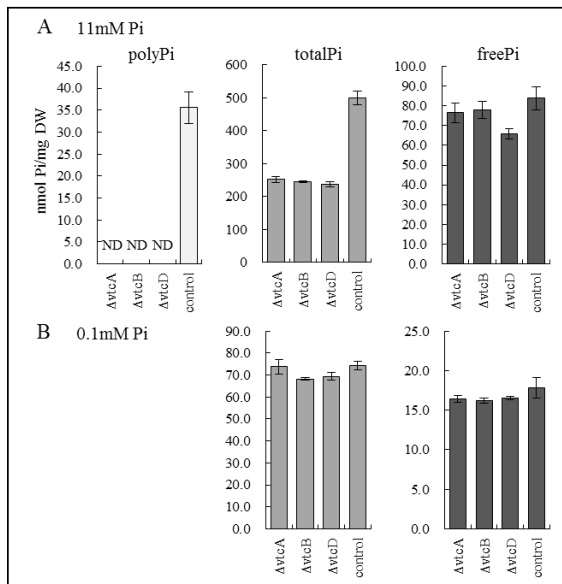 A 11mM Pi
polyPi totalPi freePi
nmol Pi/mg DW
45.0
40.0
35.0
30.0
25.0
20.0
15.0
10.0
5.0
0.0
ND ND ND
ΔvtcA
ΔvtcB
ΔvtcD
control
600
500
400
300
200
100
0
ΔvtcA
ΔvtcB
ΔvtcD
control
100.0
90.0
80.0
70.0
60.0
50.0
40.0
30.0
20.0
10.0
0.0
ΔvtcA
ΔvtcB
ΔvtcD
control
B 0.1mM Pi
90.0
80.0
70.0
60.0
50.0
40.0
30.0
20.0
10.0
0.0
ΔvtcA
ΔvtcB
ΔvtcD
control
25.0
20.0
15.0
10.0
5.0
0.0
ΔvtcA
ΔvtcB
ΔvtcD
control